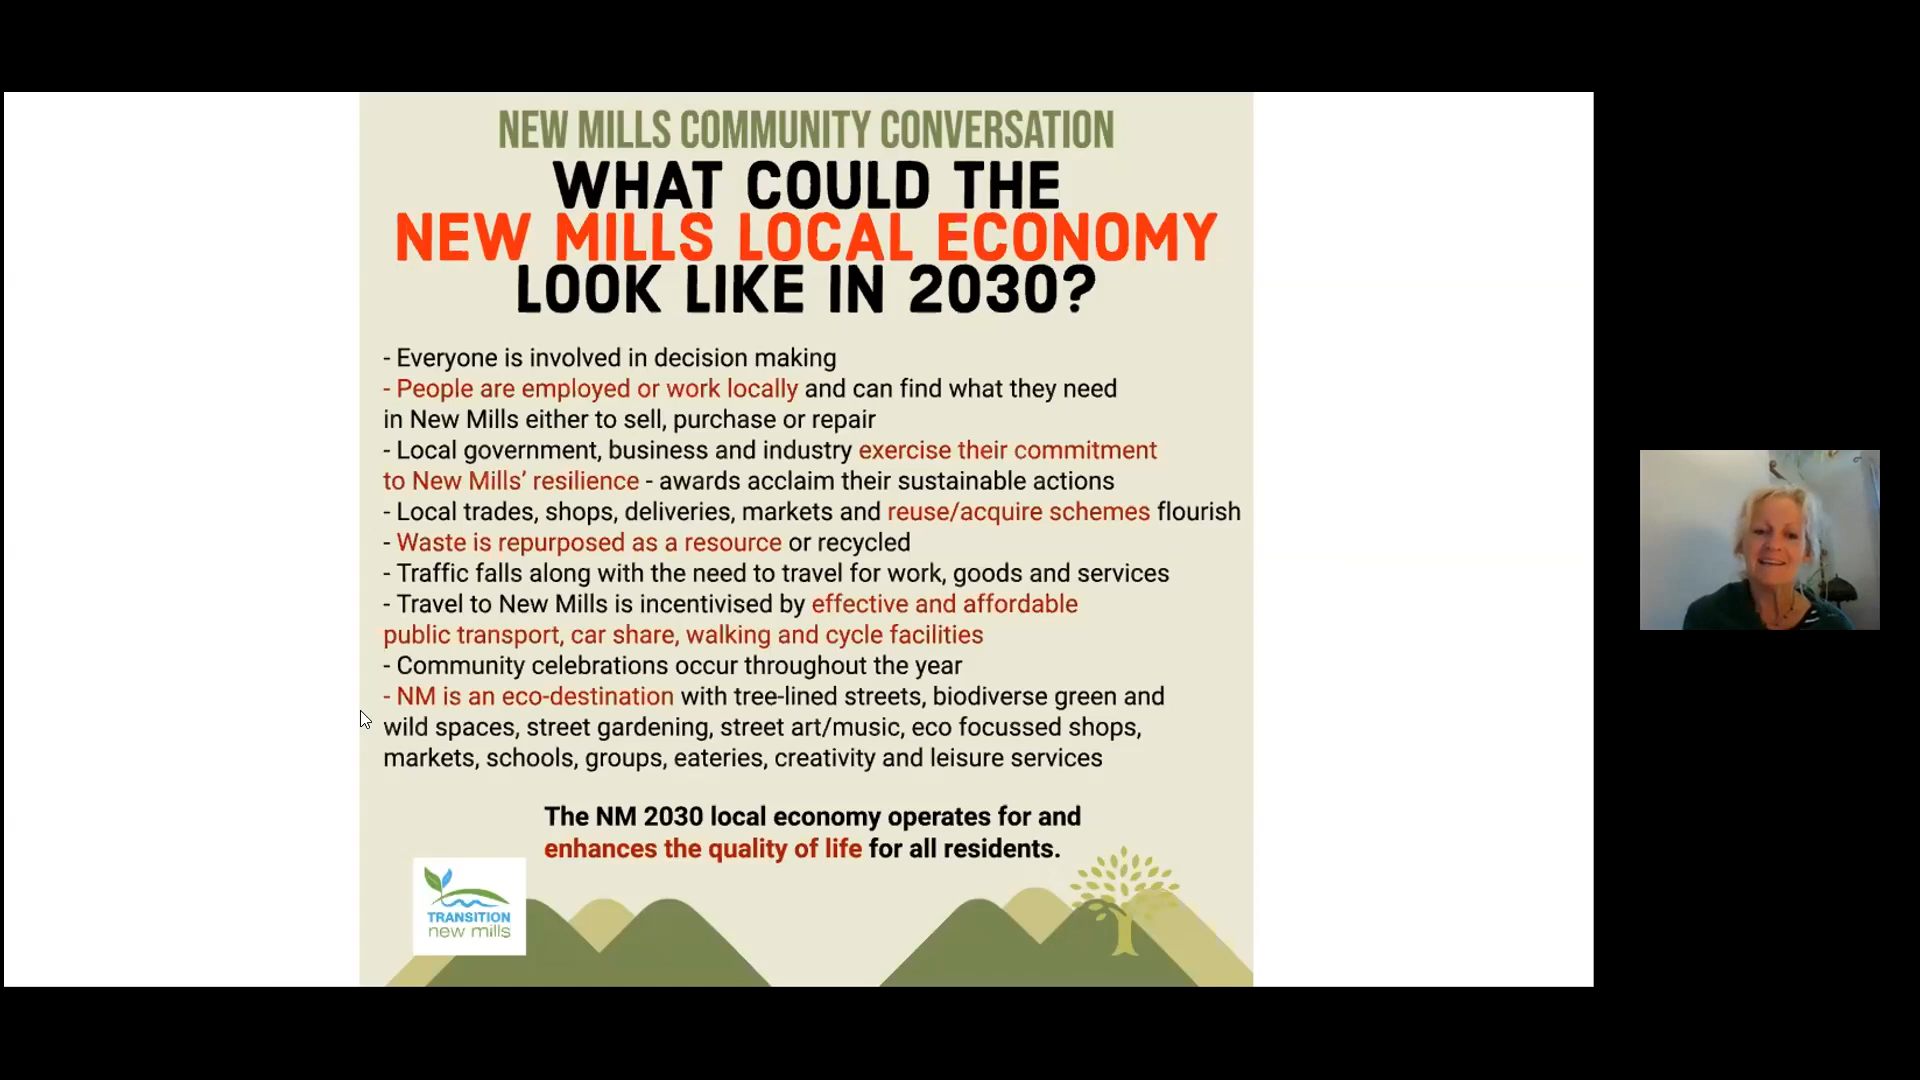 NEW MILLS COMMUNITY CONVERSATION
WHAT COULD THE
NEW MILLS LOCAL ECONOMY
LOOK LIKE IN 2030?
- Everyone is involved in decision making
- People are employed or work locally and can find what they need
in New Mills either to sell, purchase or repair
- Local government, business and industry exercise their commitment
to New Mills’ resilience - awards acclaim their sustainable actions
- Local trades, shops, deliveries, markets and reuse/acquire schemes flourish
- Waste is repurposed as a resource or recycled
- Traffic falls along with the need to travel for work, goods and services
- Travel to New Mills is incentivised by effective and affordable
public transport, car share, walking and cycle facilities
- Community celebrations occur throughout the year
- NM is an eco-destination with tree-lined streets, biodiverse green and
wild spaces, street gardening, street art/music, eco focussed shops,
markets, schools, groups, eateries, creativity and leisure services
The NM 2030 local economy operates for and
enhances the quality of life for all residents.
TRANSITION
new mills